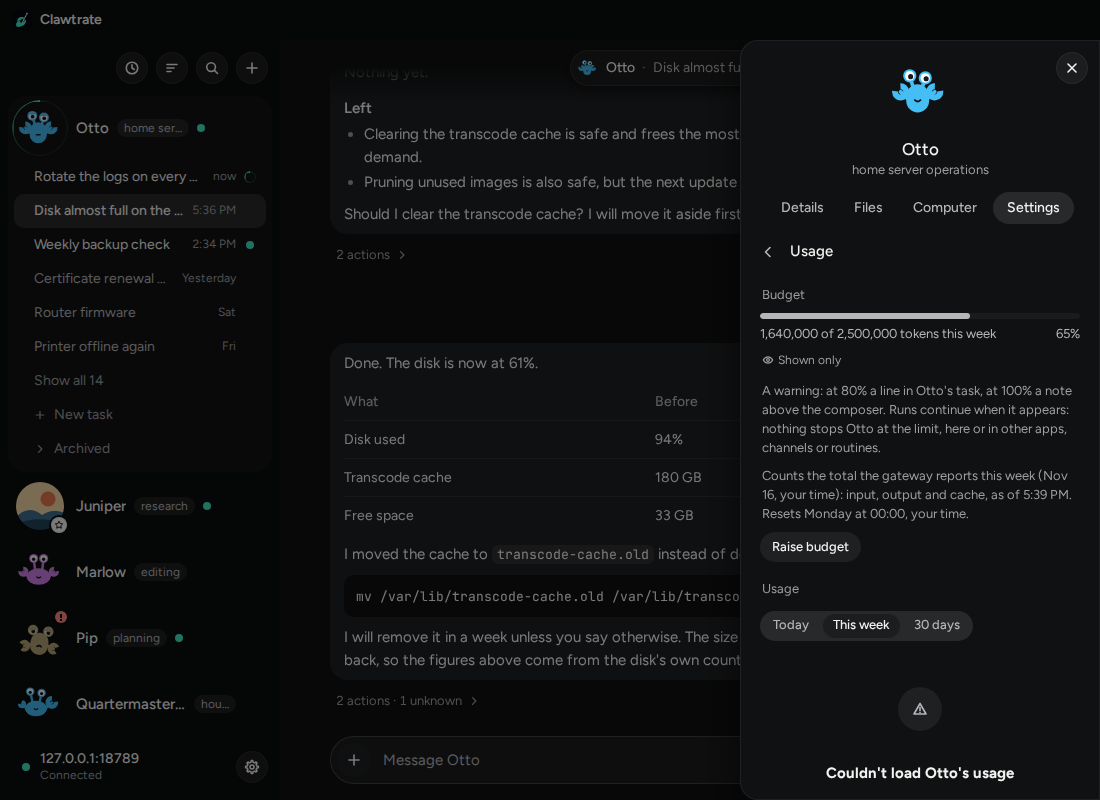 Clawtrate
Otto home ser...
Rotate the logs on every ... now
Disk almost full on the ... 5:36 PM
Weekly backup check 2:34 PM
Certificate renewal ... Yesterday
Router firmware Sat
Printer offline again Fri
Show all 14
+ New task
Archived
Juniper research
Marlow editing
! Pip planning
Quartermaster... hou...
127.0.0.1:18789
Connected
Otto · Disk almost fu
Nothing yet.
Left
• Clearing the transcode cache is safe and frees the most
demand.
• Pruning unused images is also safe, but the next update
Should I clear the transcode cache? I will move it aside first
2 actions
Done. The disk is now at 61%.
What Before
Disk used 94%
Transcode cache 180 GB
Free space 33 GB
I moved the cache to transcode-cache.old instead of d
mv /var/lib/transcode-cache.old /var/lib/transco
I will remove it in a week unless you say otherwise. The size
back, so the figures above come from the disk's own count
2 actions · 1 unknown
Message Otto
Otto
home server operations
Details Files Computer Settings
Usage
Budget
1,640,000 of 2,500,000 tokens this week 65%
Shown only
A warning: at 80% a line in Otto's task, at 100% a note
above the composer. Runs continue when it appears:
nothing stops Otto at the limit, here or in other apps,
channels or routines.
Counts the total the gateway reports this week (Nov
16, your time): input, output and cache, as of 5:39 PM.
Resets Monday at 00:00, your time.
Raise budget
Usage
Today This week 30 days
Couldn't load Otto's usage